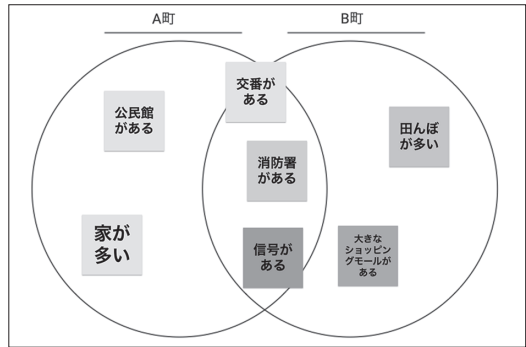 A町
B町
交番が
ある
公民館
がある
田んぼ
が多い
消防署
がある
家が
多い
信号が
ある
大きな
ショッピン
グモールが
ある